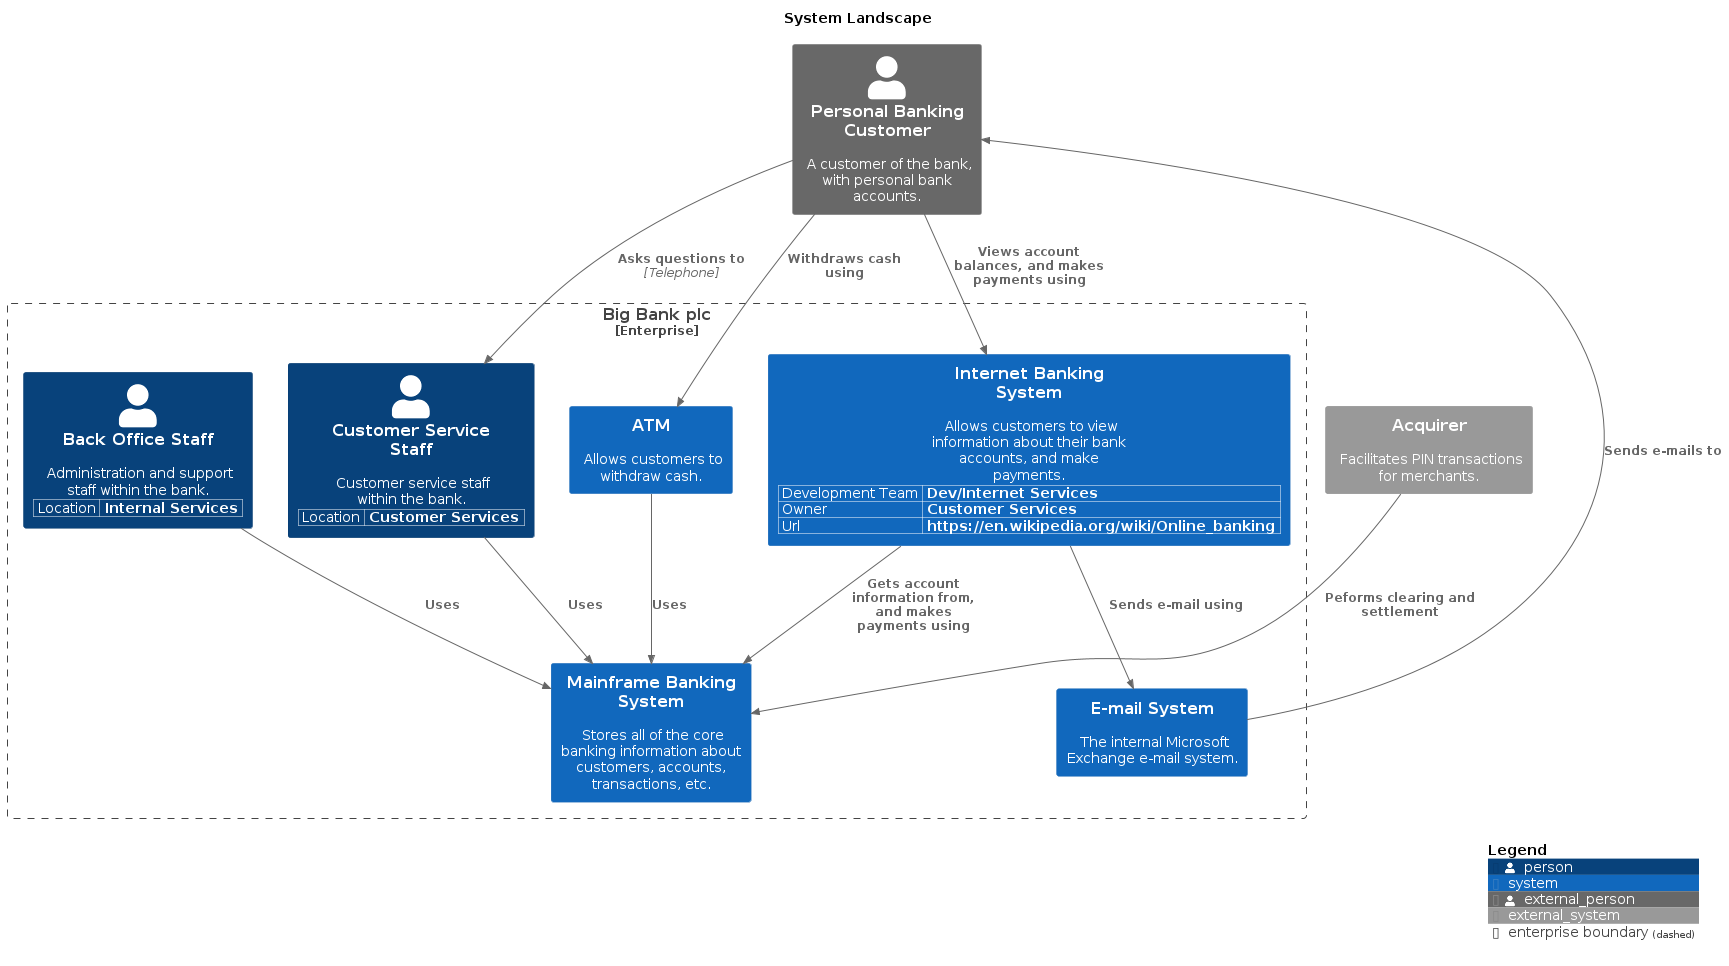 System Landscape
Personal Banking
Customer
A customer of the bank,
with personal bank
accounts.
Asks questions to
[Telephone]
Withdraws cash
using
Views account
balances, and makes
payments using
Big Bank plc
[Enterprise]
Back Office Staff
Administration and support
staff within the bank.
Location Internal Services
Customer Service
Staff
Customer service staff
within the bank.
Location Customer Services
ATM
Allows customers to
withdraw cash.
Internet Banking
System
Allows customers to view
information about their bank
accounts, and make
payments.
Development Team Dev/Internet Services
Owner Customer Services
Url https://en.wikipedia.org/wiki/Online_banking
Acquirer
Facilitates PIN transactions
for merchants.
Sends e-mails to
Uses
Uses
Uses
Gets account
information from,
and makes
payments using
Sends e-mail using
Peforms clearing and
settlement
Mainframe Banking
System
Stores all of the core
banking information about
customers, accounts,
transactions, etc.
E-mail System
The internal Microsoft
Exchange e-mail system.
Legend
person
system
external_person
external_system
enterprise boundary (dashed)